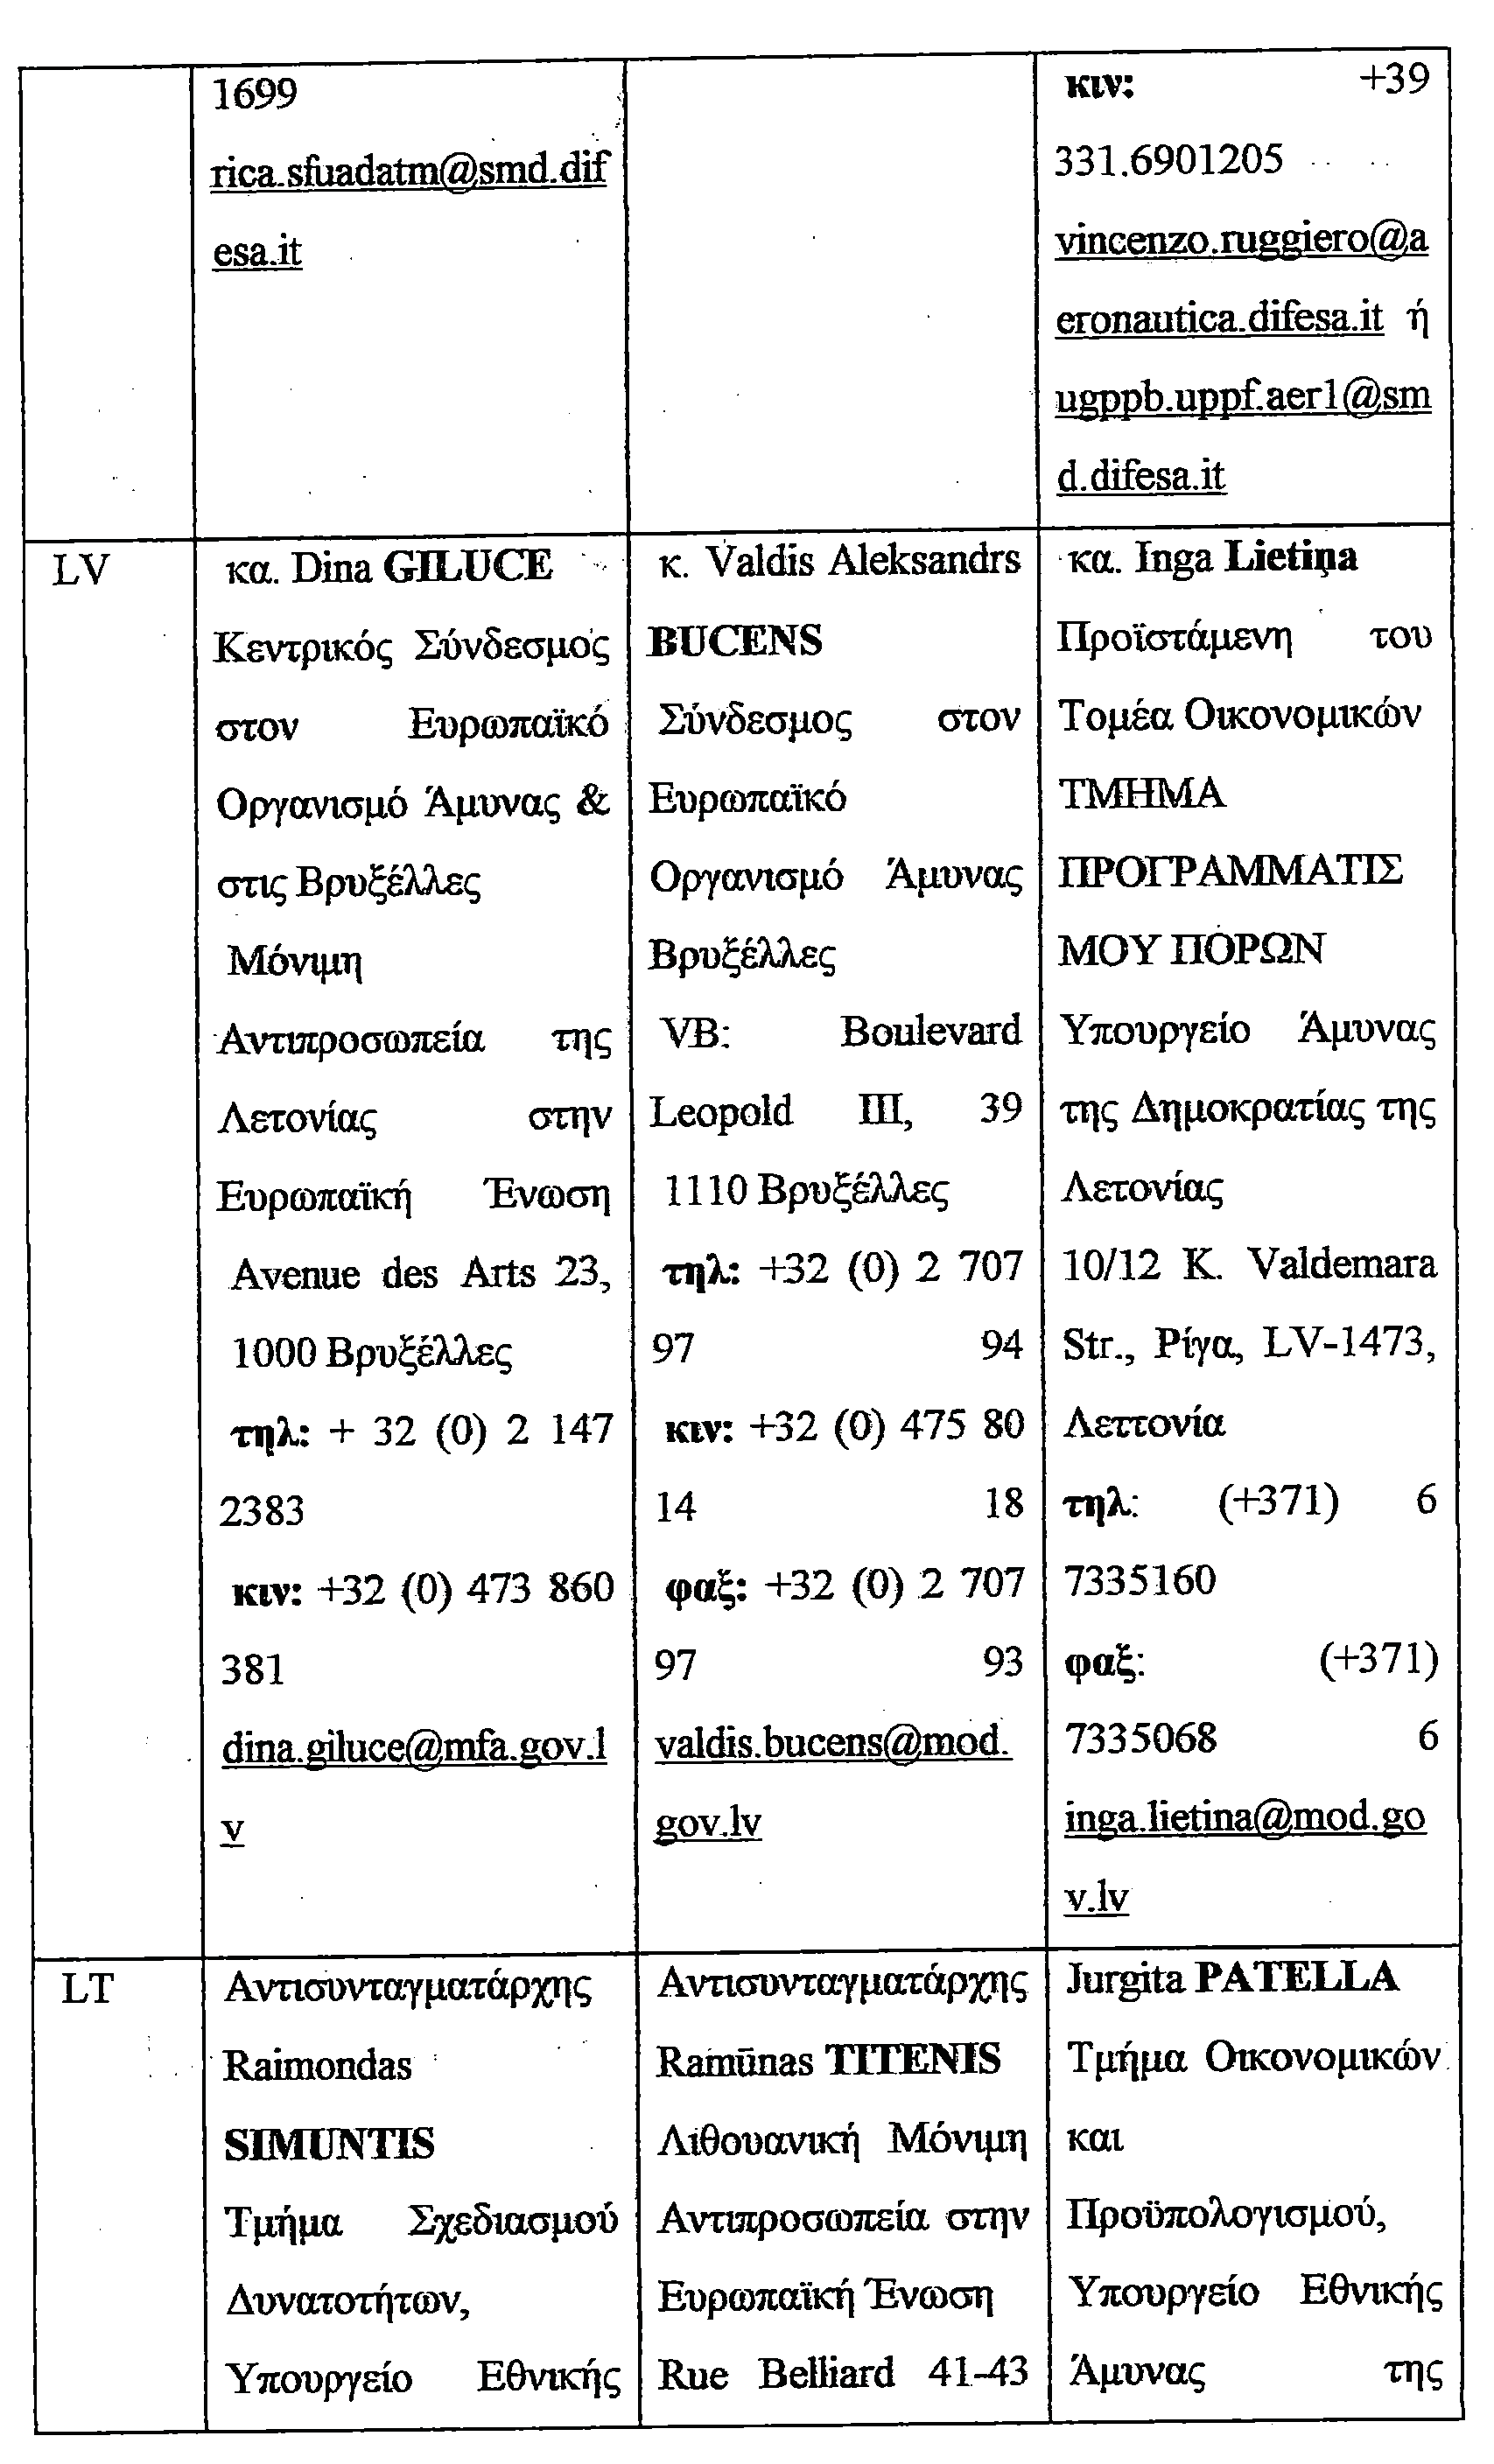 1699
rica.sfuadatm@smd.dif
esa.it
κιν: +39
331.6901205
vincenzo.ruggiero@a
eronautica.difesa.it ή
ugppb.uppf.aer1@sm
d.difesa.it
LV
κα. Dina GILUCE
Κεντρικός Σύνδεσμος
στον Ευρωπαϊκό
Οργανισμό Άμυνας &
στις Βρυξέλλες
Μόνιμη
Αντιπροσωπεία της
Λετονίας στην
Ευρωπαϊκή Ένωση
Avenue des Arts 23,
1000 Βρυξέλλες
τηλ: + 32 (0) 2 147
2383
κιν: +32 (0) 473 860
381
dina.giluce@mfa.gov.l
v
κ. Valdis Aleksandrs
BUCENS
Σύνδεσμος στον
Ευρωπαϊκό
Οργανισμό Άμυνας
Βρυξέλλες
VB: Boulevard
Leopold III, 39
1110 Βρυξέλλες
τηλ: +32 (0) 2 707
97 94
κιν: +32 (0) 475 80
14 18
φαξ: +32 (0) 2 707
97 93
valdis.bucens@mod.
gov.lv
κα. Inga Lietiņa
Προϊστάμενη του
Τομέα Οικονομικών
ΤΜΗΜΑ
ΠΡΟΓΡΑΜΜΑΤΙΣ
ΜΟΥ ΠΟΡΩΝ
Υπουργείο Άμυνας
της Δημοκρατίας της
Λετονίας
10/12 K. Valdemara
Str., Ρίγα, LV-1473,
Λεττονία
τηλ: (+371) 6
7335160
φαξ: (+371)
7335068 6
inga.lietina@mod.go
v.lv
LT
Αντισυνταγματάρχης
Raimondas
SIMUNTIS
Τμήμα Σχεδιασμού
Δυνατοτήτων,
Υπουργείο Εθνικής
Αντισυνταγματάρχης
Ramūnas TITENIS
Λιθουανική Μόνιμη
Αντιπροσωπεία στην
Ευρωπαϊκή Ένωση
Rue Belliard 41-43
Jurgita PATELLA
Τμήμα Οικονομικών
και
Προϋπολογισμού,
Υπουργείο Εθνικής
Άμυνας της